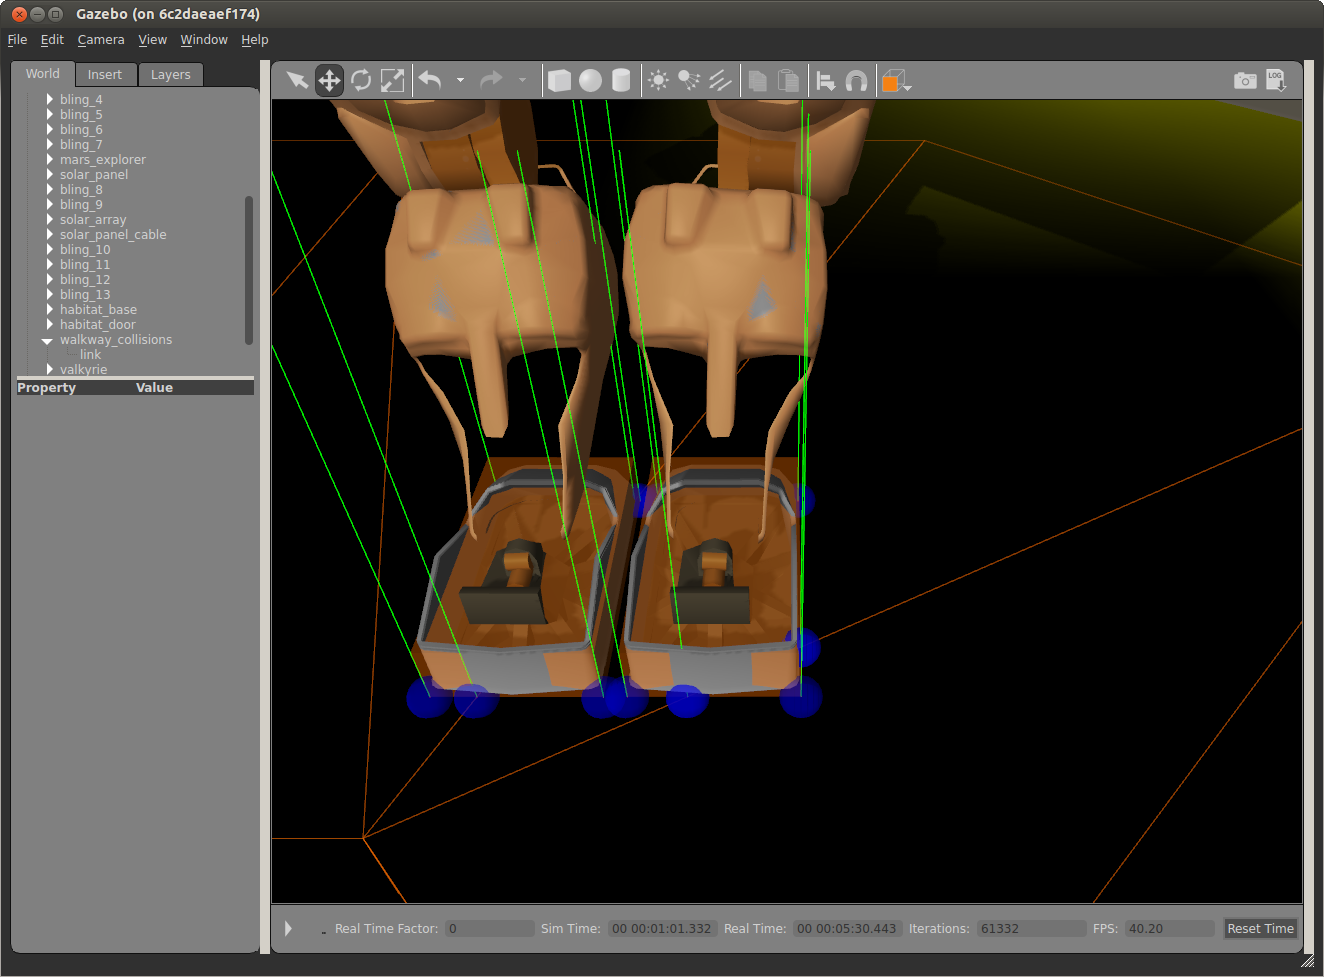 Gazebo (on 6c2daeaef174)
File Edit Camera View Window Help
World Insert Layers
LOG
bling_4
bling_5
bling_6
bling_7
mars_explorer
solar_panel
bling_8
bling_9
solar_array
solar_panel_cable
bling_10
bling_11
bling_12
bling_13
habitat_base
habitat_door
walkway_collisions
link
valkyrie
Property Value
Real Time Factor: 0 Sim Time: 00 00:01:01.332 Real Time: 00 00:05:30.443 Iterations: 61332 FPS: 40.20 Reset Time